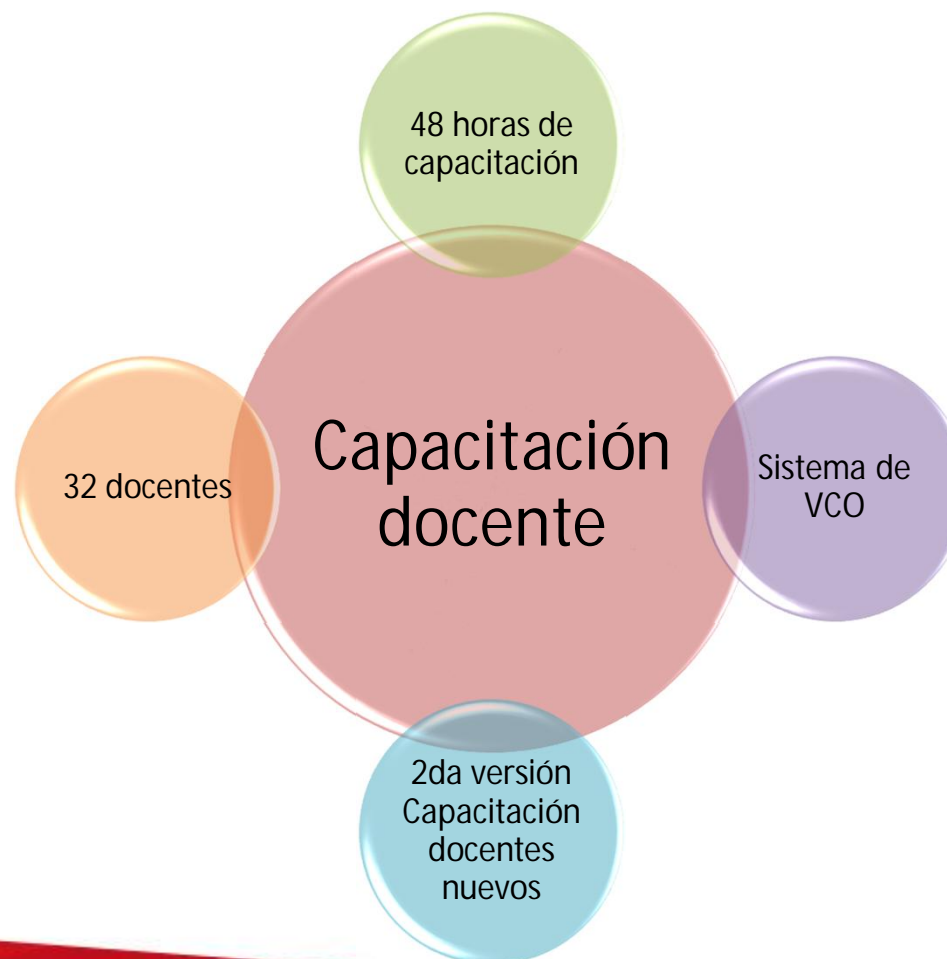 48 horas de
capacitación
Capacitación
docente
32 docentes
Sistema de
VCO
2da versión
Capacitación
docentes
nuevos